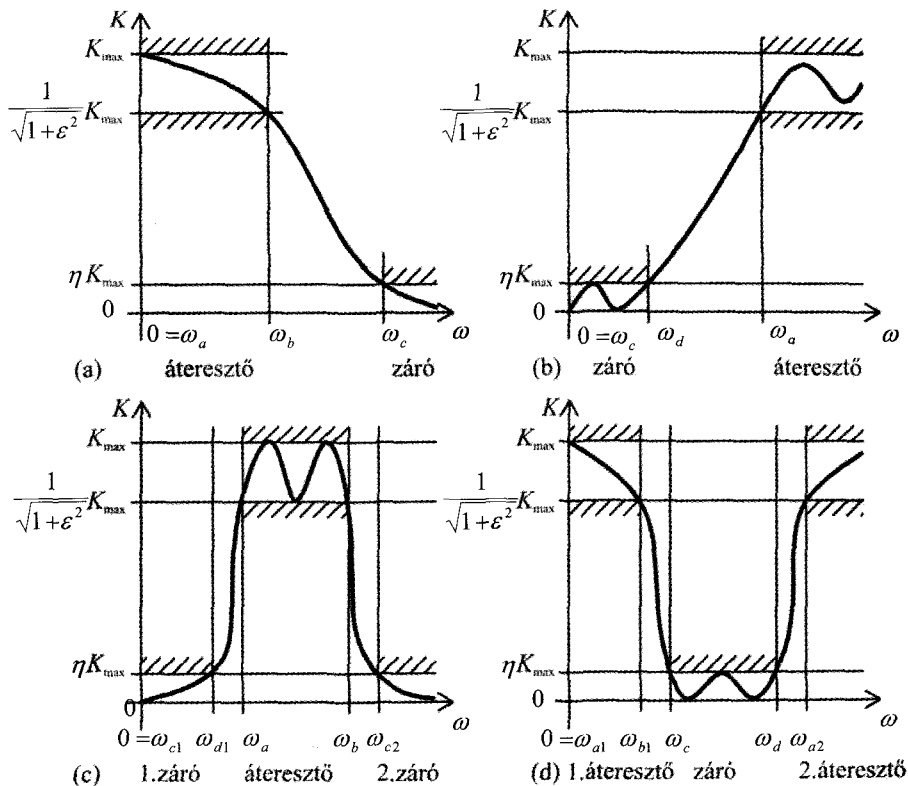 K
K_max
1/√(1+ε²) K_max
ηK_max
0
0 = ω_a ω_b ω_c ω
(a) áteresztő záró
K
K_max
1/√(1+ε²) K_max
ηK_max
0
0 = ω_c ω_d ω_a ω
(b) záró áteresztő
K
K_max
1/√(1+ε²) K_max
ηK_max
0
0 = ω_c1 ω_d1 ω_a ω_b ω_c2 ω
(c) 1.záró áteresztő 2.záró
K
K_max
1/√(1+ε²) K_max
ηK_max
0
0 = ω_a1 ω_b1 ω_c ω_d ω_a2 ω
(d) 1.áteresztő záró 2.áteresztő